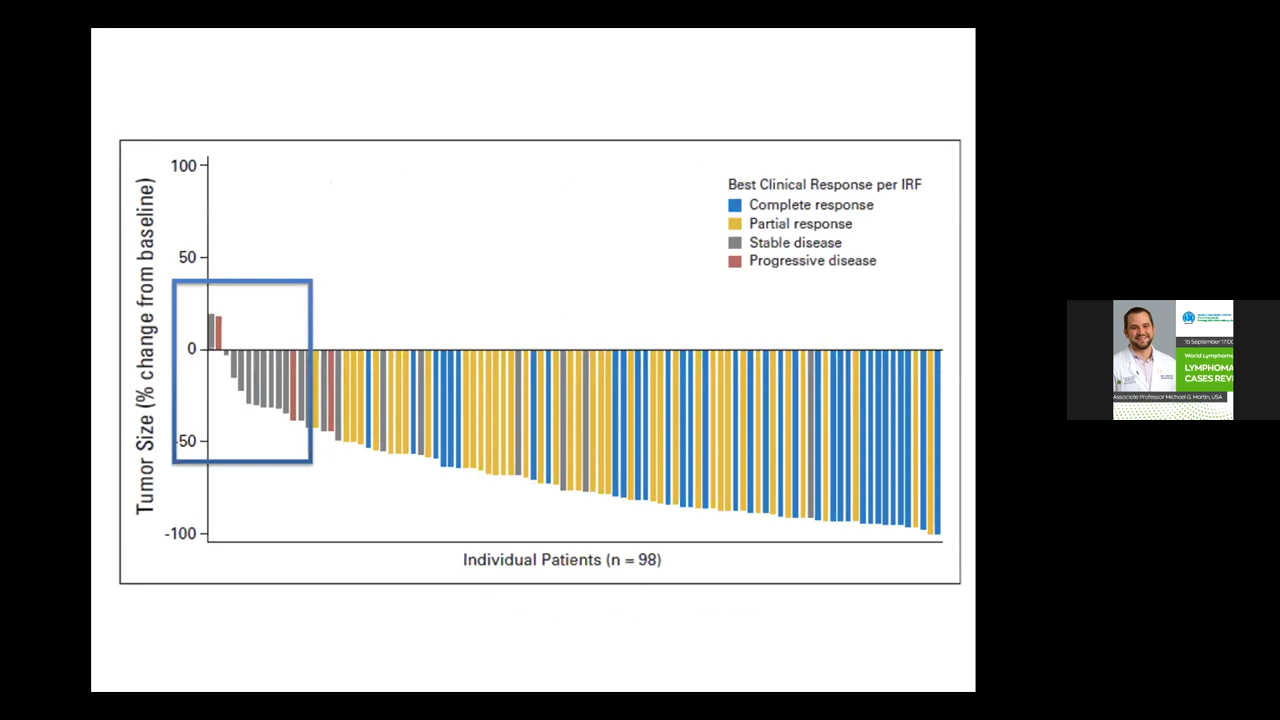 100
50
0
-50
-100
Tumor Size (% change from baseline)
Best Clinical Response per IRF
Complete response
Partial response
Stable disease
Progressive disease
Individual Patients (n = 98)
15 September 17:00
World Lymphoma
LYMPHOMA
CASES REVI
Associate Professor Michael G. Martin, USA